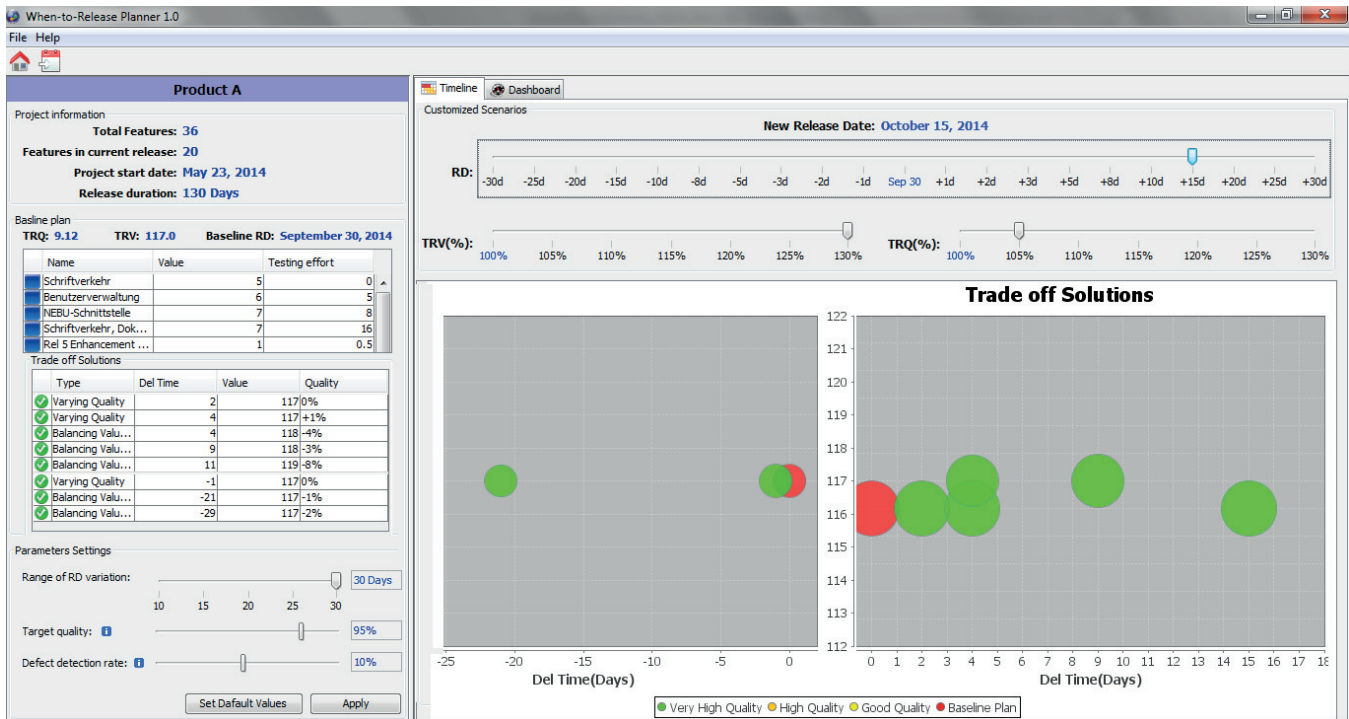 When-to-Release Planner 1.0
File Help
Product A
Project information
Total Features: 36
Features in current release: 20
Project start date: May 23, 2014
Release duration: 130 Days
Basline plan
TRQ: 9.12 TRV: 117.0 Baseline RD: September 30, 2014
Name Value Testing effort
Schriftverkehr 5 0
Benutzerverwaltung 6 5
NEBU-Schnittstelle 7 8
Schriftverkehr, Dok... 7 16
Rel 5 Enhancement ... 1 0.5
Trade off Solutions
Type Del Time Value Quality
Varying Quality 2 117 0%
Varying Quality 4 117 +1%
Balancing Valu... 4 118 -4%
Balancing Valu... 9 118 -3%
Balancing Valu... 11 119 -8%
Varying Quality -1 117 0%
Balancing Valu... -21 117 -1%
Balancing Valu... -29 117 -2%
Parameters Settings
Range of RD variation: 30 Days
10 15 20 25 30
Target quality: 95%
Defect detection rate: 10%
Set Dafault Values Apply
Timeline Dashboard
Customized Scenarios
New Release Date: October 15, 2014
RD:
-30d -25d -20d -15d -10d -8d -5d -3d -2d -1d Sep 30 +1d +2d +3d +5d +8d +10d +15d +20d +25d +30d
TRV(%): 100% 105% 110% 115% 120% 125% 130%
TRQ(%): 100% 105% 110% 115% 120% 125% 130%
Trade off Solutions
122
121
120
119
118
117
116
115
114
113
112 112
-25 -20 -15 -10 -5 0
Del Time(Days)
0 1 2 3 4 5 6 7 8 9 10 11 12 13 14 15 16 17 18
Del Time(Days)
Very High Quality High Quality Good Quality Baseline Plan